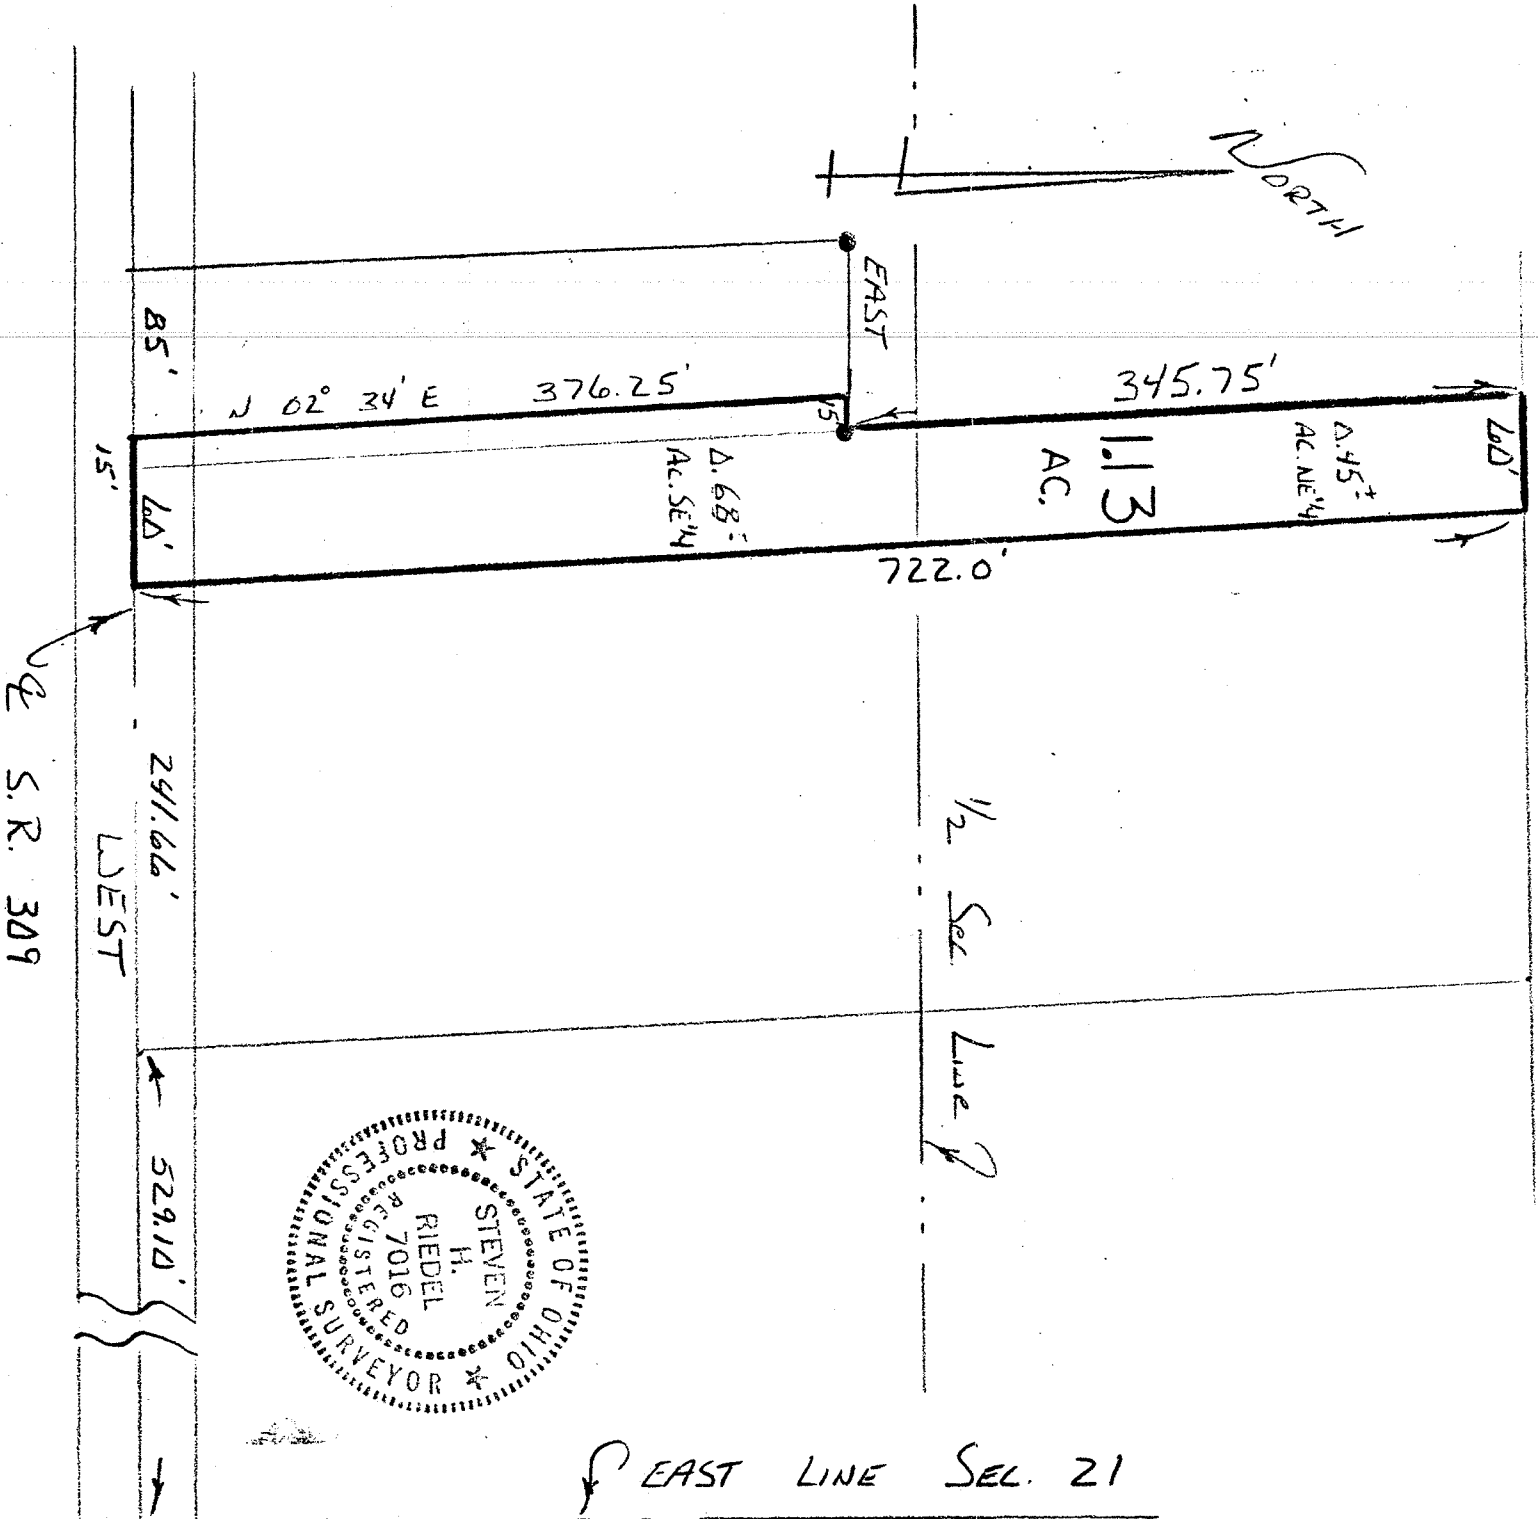 NORTH
EAST
85'
N 02° 34' E 376.25'
15'
345.75'
60'
0.45±
AC. NE¼
1.13
AC.
0.68±
AC. SE¼
15'
60'
722.0'
℄ S.R. 309
241.66'
WEST
½ Sec Line
529.10'
STATE OF OHIO
STEVEN
H.
RIEDEL
7016
REGISTERED
PROFESSIONAL SURVEYOR
EAST LINE SEC. 21